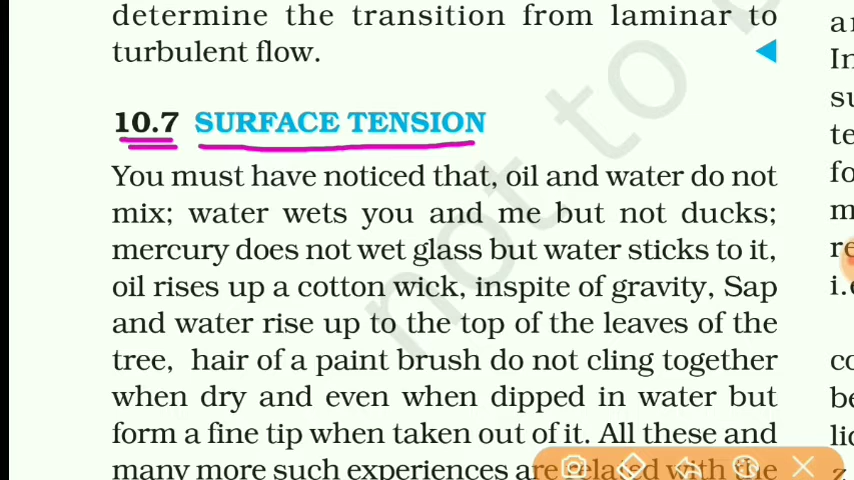 determine the transition from laminar to
turbulent flow.
10.7 SURFACE TENSION
You must have noticed that, oil and water do not
mix; water wets you and me but not ducks;
mercury does not wet glass but water sticks to it,
oil rises up a cotton wick, inspite of gravity, Sap
and water rise up to the top of the leaves of the
tree, hair of a paint brush do not cling together
when dry and even when dipped in water but
form a fine tip when taken out of it. All these and
many more such experiences are related with the
not to